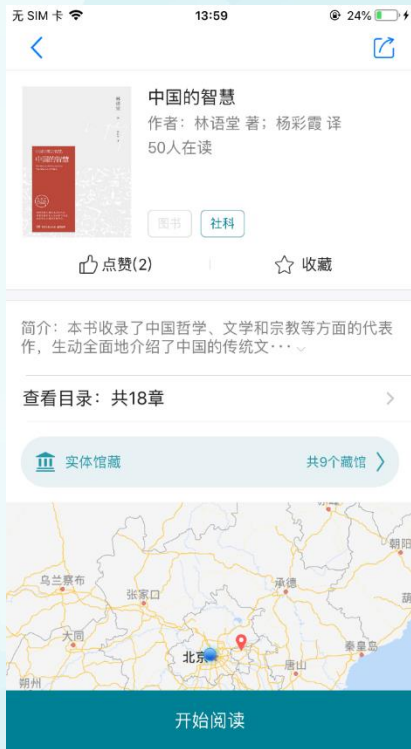 无 SIM 卡 13:59 24%
中国的智慧
作者：林语堂 著；杨彩霞 译
50人在读
中国的智慧
图书 社科
点赞(2) 收藏
简介：本书收录了中国哲学、文学和宗教等方面的代表
作，生动全面地介绍了中国的传统文···
查看目录：共18章
实体馆藏 共9个藏馆
朝阳
乌兰察布
承德
张家口
葫
大同
秦皇岛
北京
唐山
朔州
开始阅读